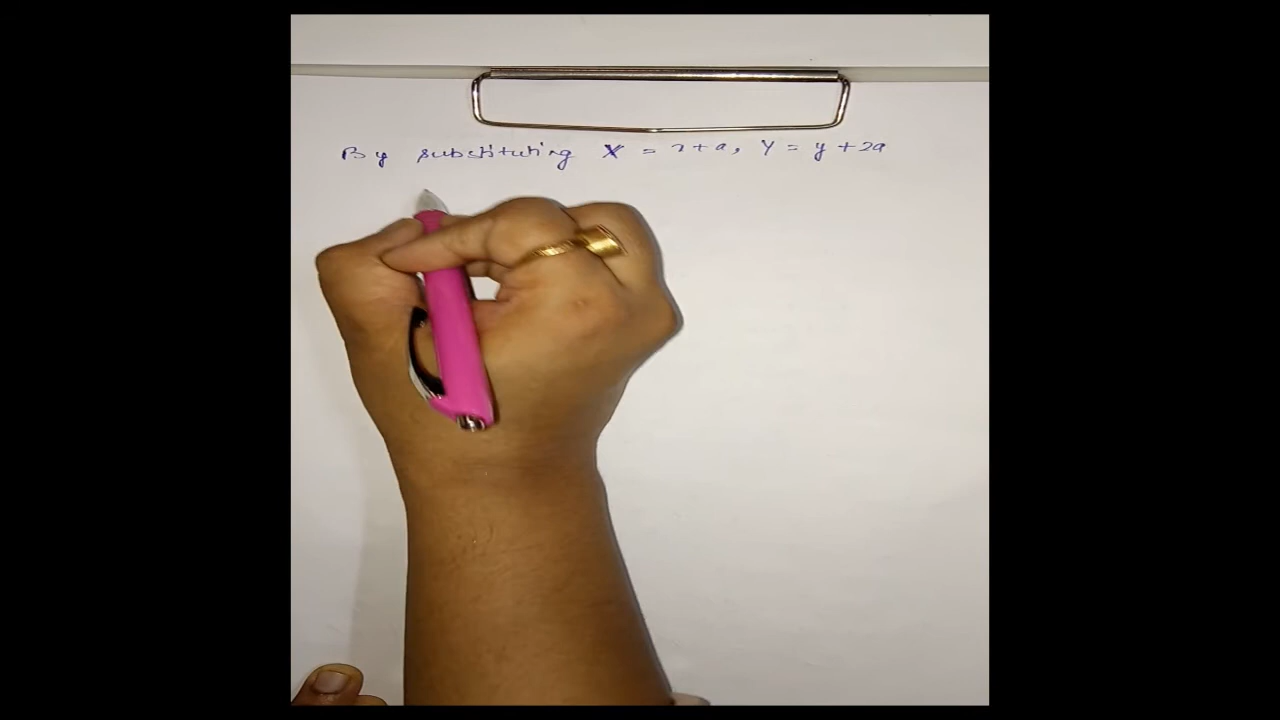 By substituting X = x + a, Y = y + 2a